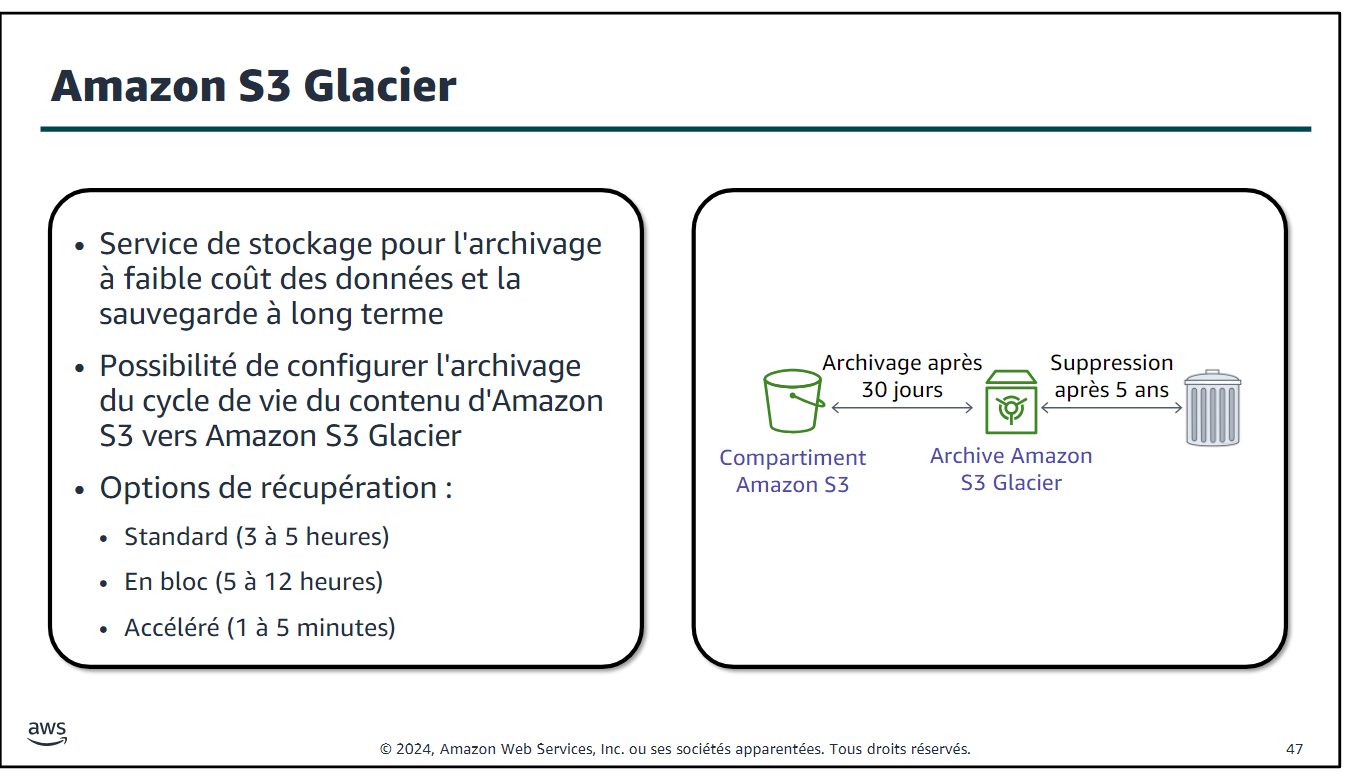 Amazon S3 Glacier
• Service de stockage pour l'archivage
à faible coût des données et la
sauvegarde à long terme
• Possibilité de configurer l'archivage
du cycle de vie du contenu d'Amazon
S3 vers Amazon S3 Glacier
• Options de récupération :
• Standard (3 à 5 heures)
• En bloc (5 à 12 heures)
• Accéléré (1 à 5 minutes)
Archivage après
30 jours
Suppression
après 5 ans
Compartiment
Amazon S3
Archive Amazon
S3 Glacier
aws
© 2024, Amazon Web Services, Inc. ou ses sociétés apparentées. Tous droits réservés.
47